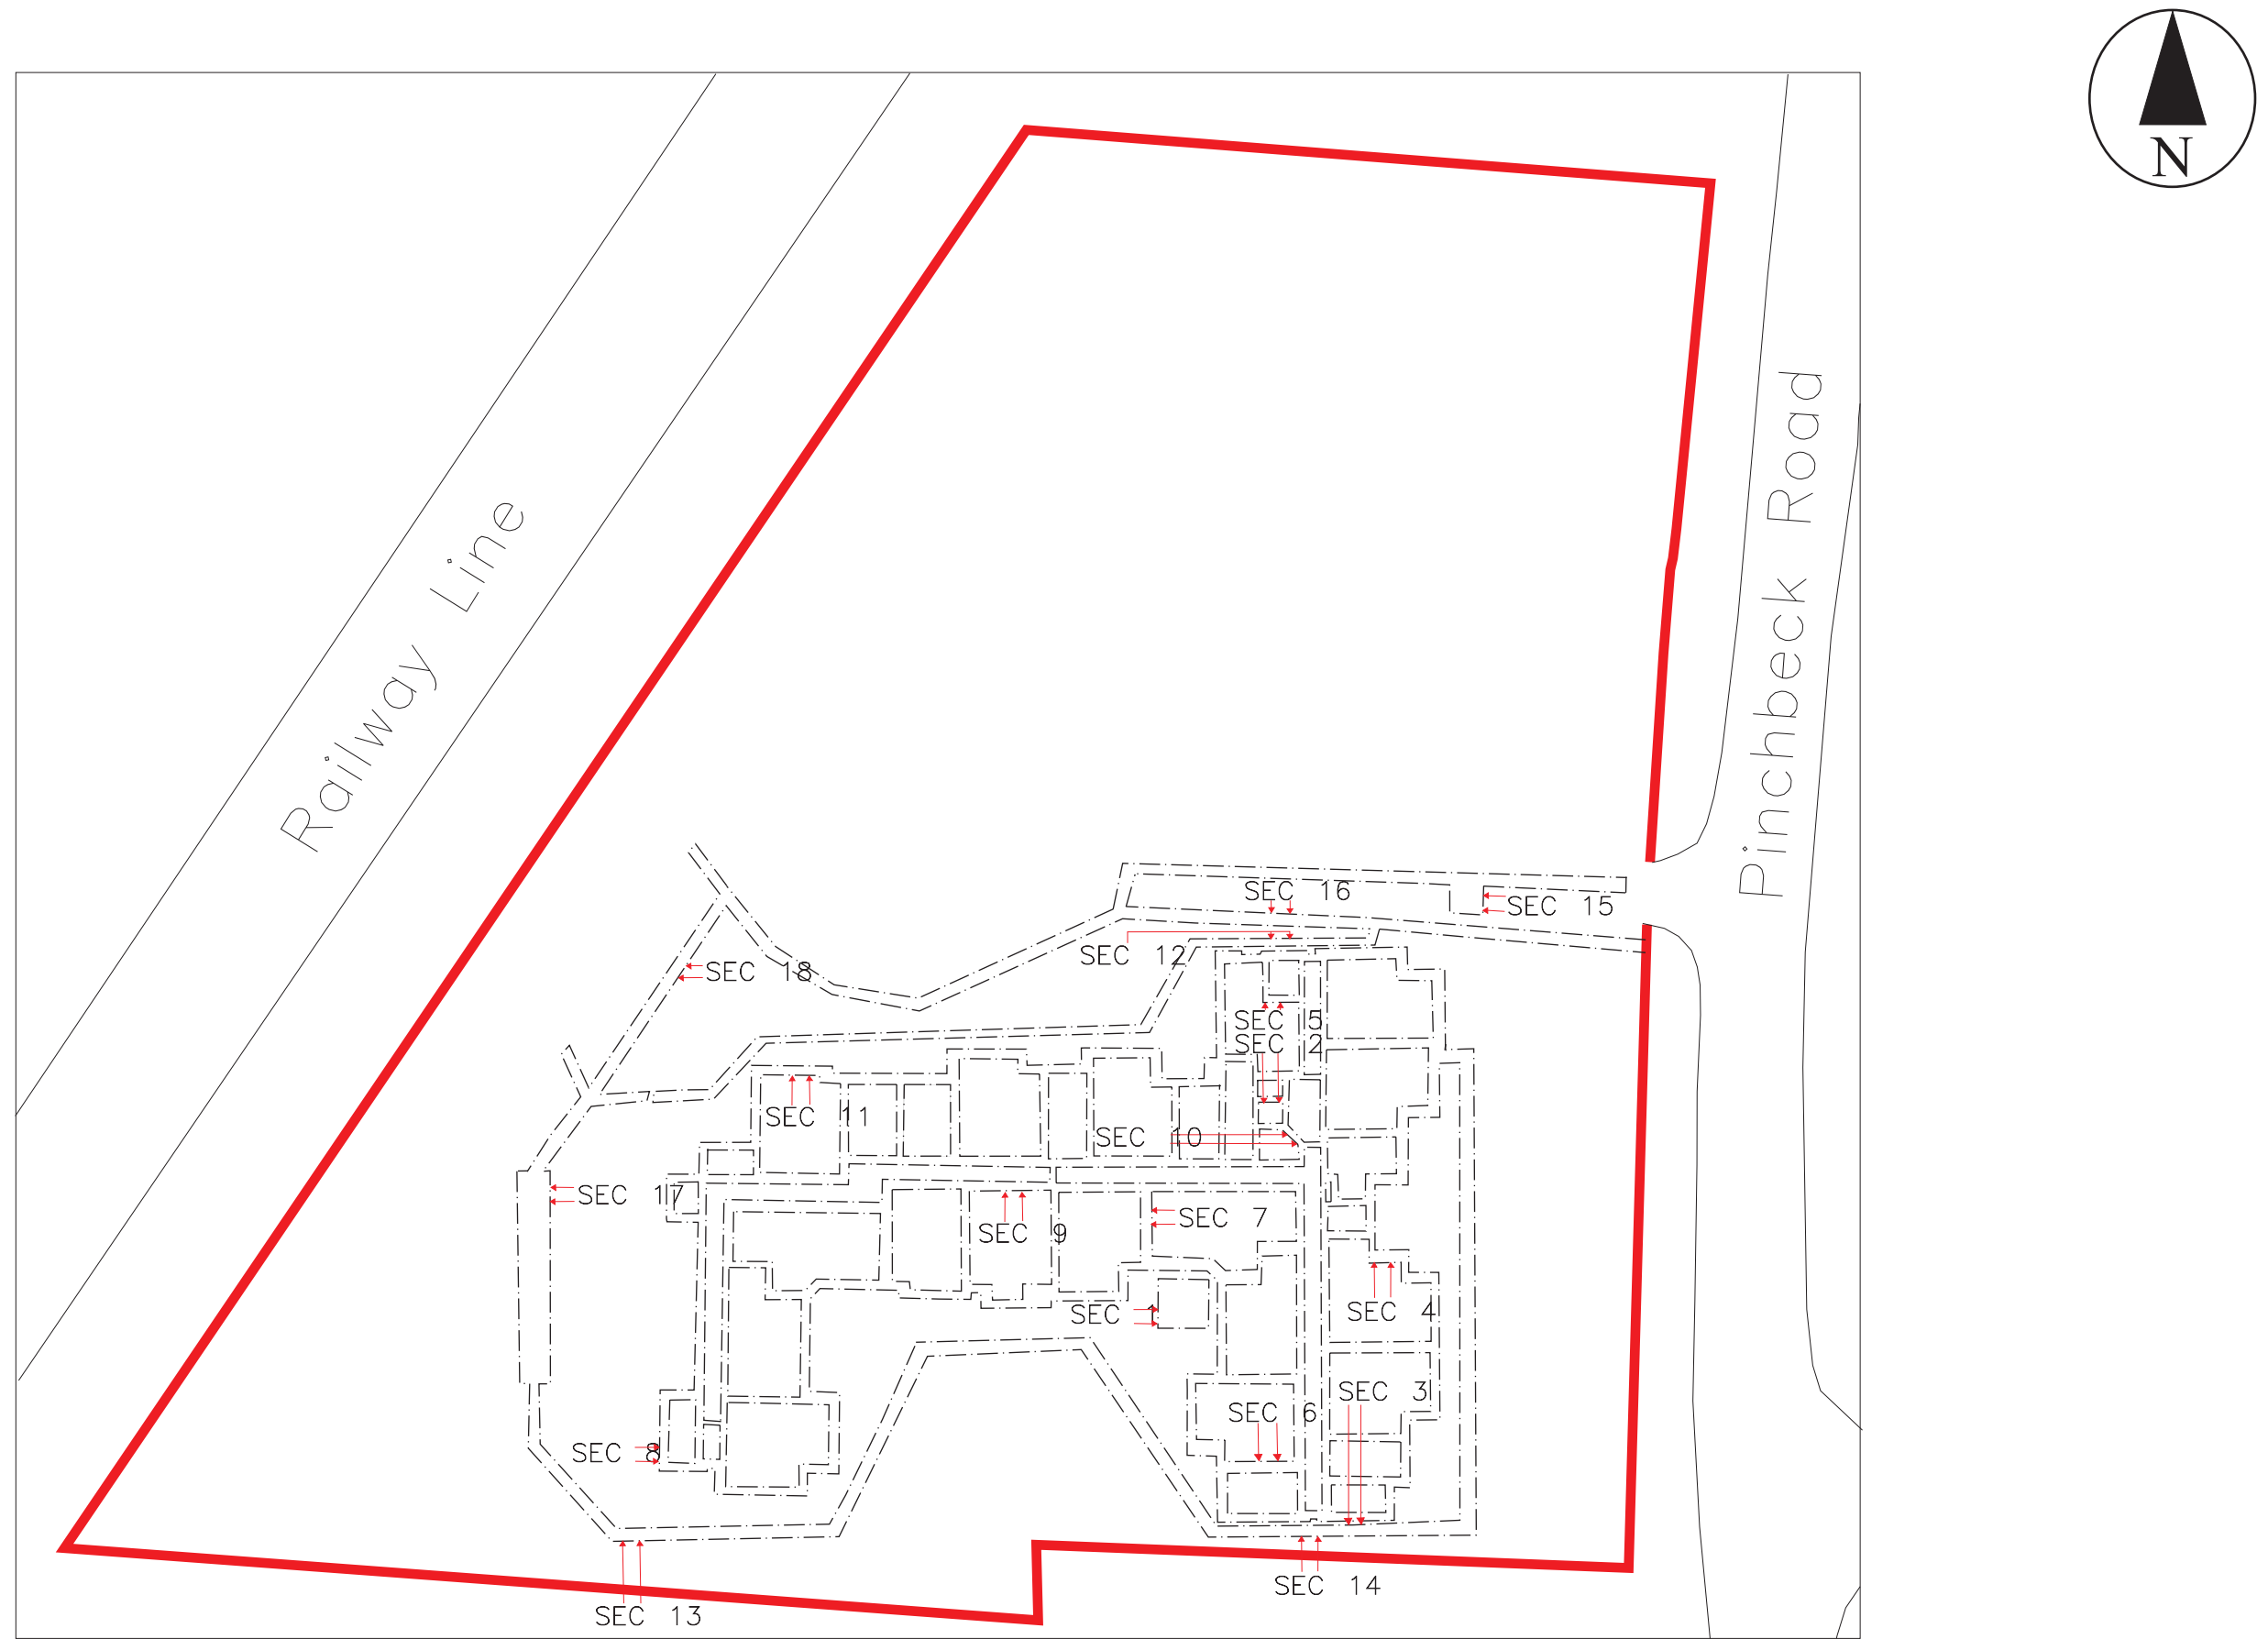 N
Railway Line
Pinchbeck Road
SEC 16
SEC 15
SEC 12
SEC 18
SEC 5
SEC 2
SEC 11
SEC 10
SEC 17
SEC 7
SEC 9
SEC 1
SEC 4
SEC 3
SEC 6
SEC 8
SEC 14
SEC 13